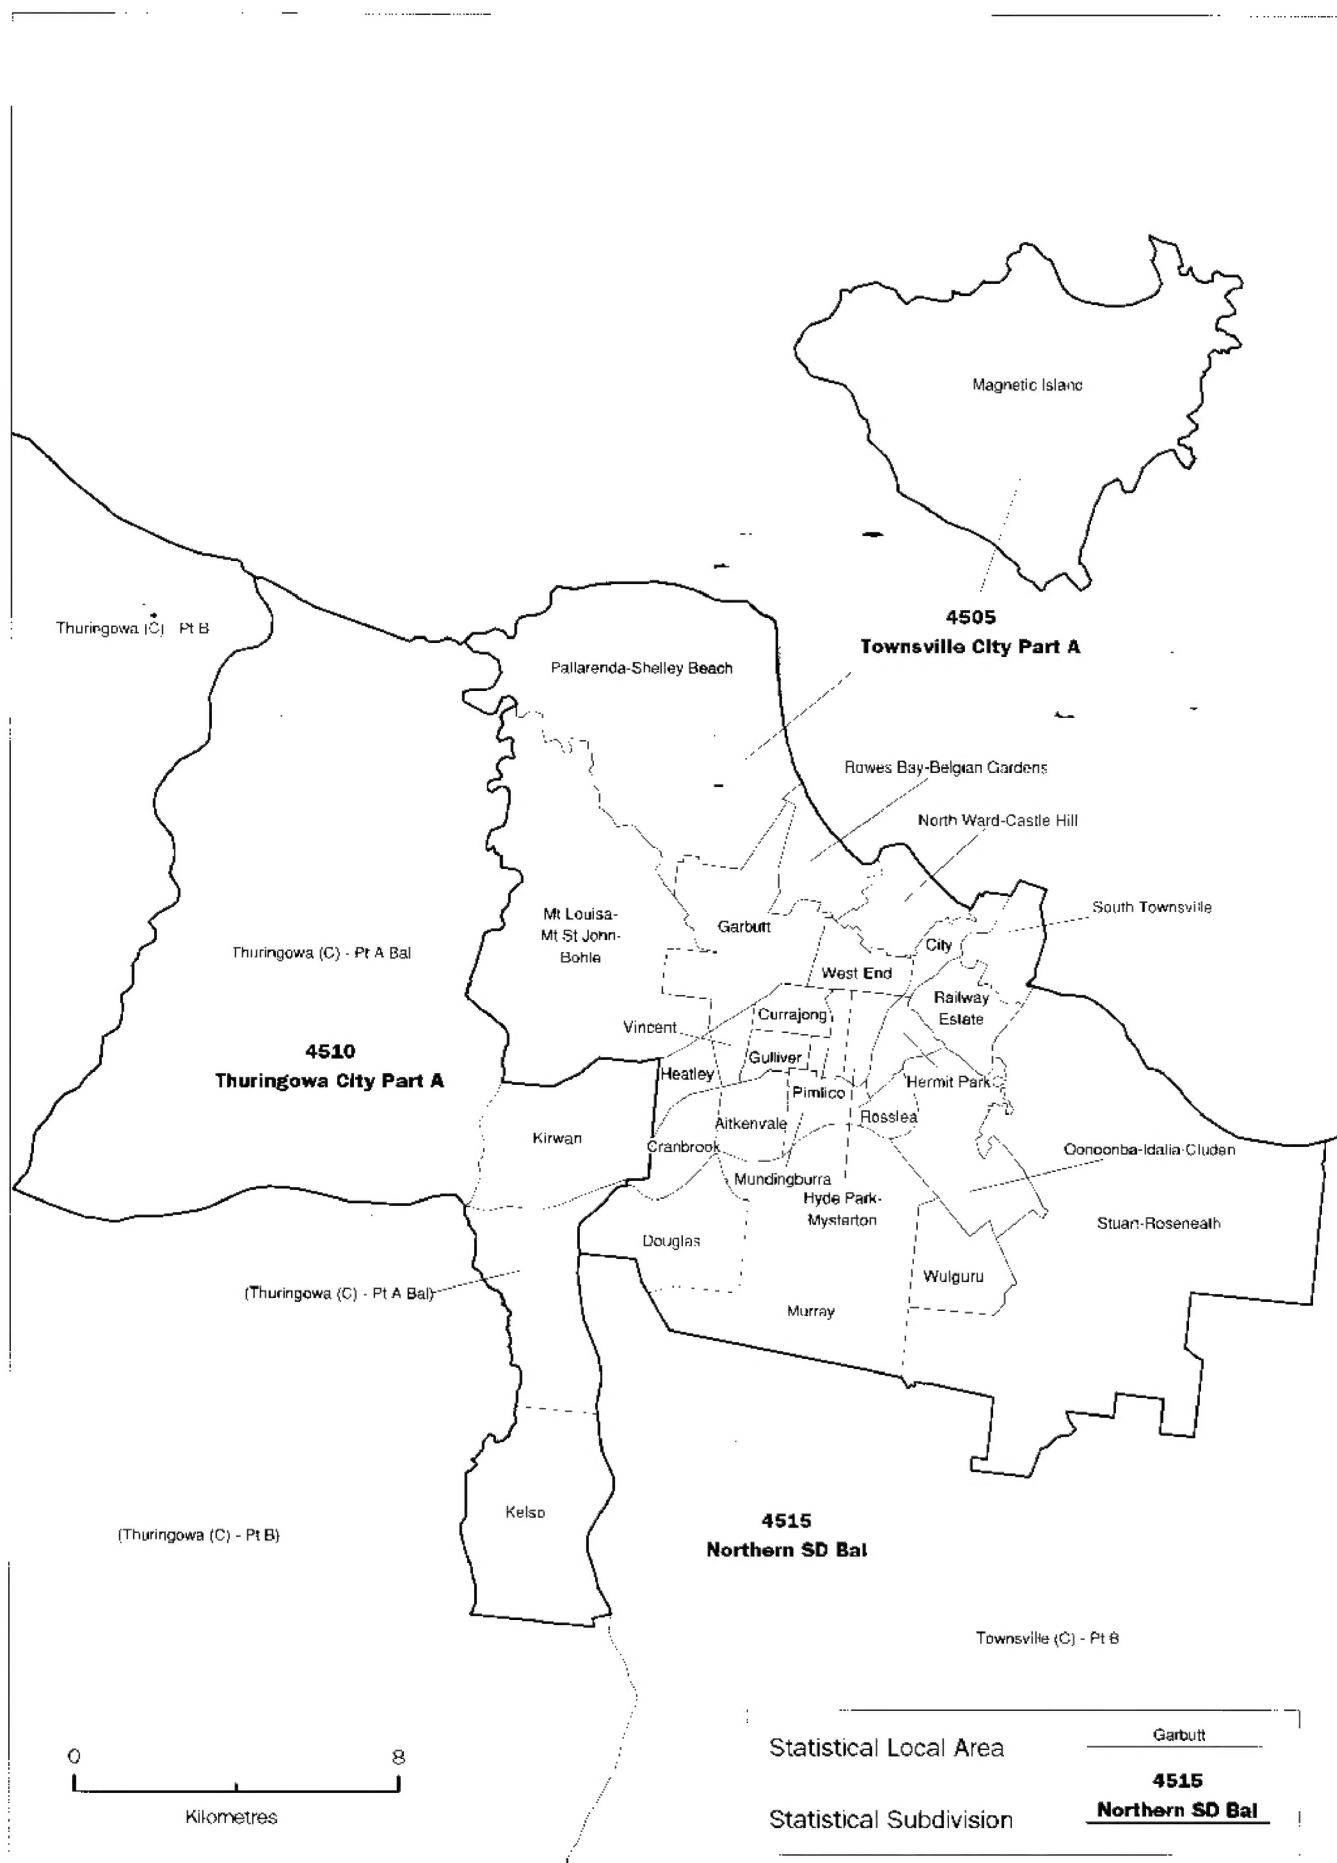 Magnetic Island
4505
Townsville City Part A
Thuringowa (C) Pt B
Pallarenda-Shelley Beach
Rowes Bay-Belgian Gardens
North Ward-Castle Hill
South Townsville
Mt Louisa-
Mt St John-
Bohle
Garbutt
City
Thuringowa (C) - Pt A Bal
West End
Railway
Estate
Currajong
Vincent
4510
Thuringowa City Part A
Gulliver
Heatley
Hermit Park
Pimlico
Rosslea
Aitkenvale
Kirwan
Cranbrook
Oonoonba-Idalia-Cluden
Mundingburra
Hyde Park-
Mysterton
Stuart-Roseneath
Douglas
Wulguru
(Thuringowa (C) - Pt A Bal)
Murray
Kelso
4515
Northern SD Bal
(Thuringowa (C) - Pt B)
Townsville (C) - Pt B
0 8
Kilometres
Statistical Local Area
Garbutt
4515
Northern SD Bal
Statistical Subdivision